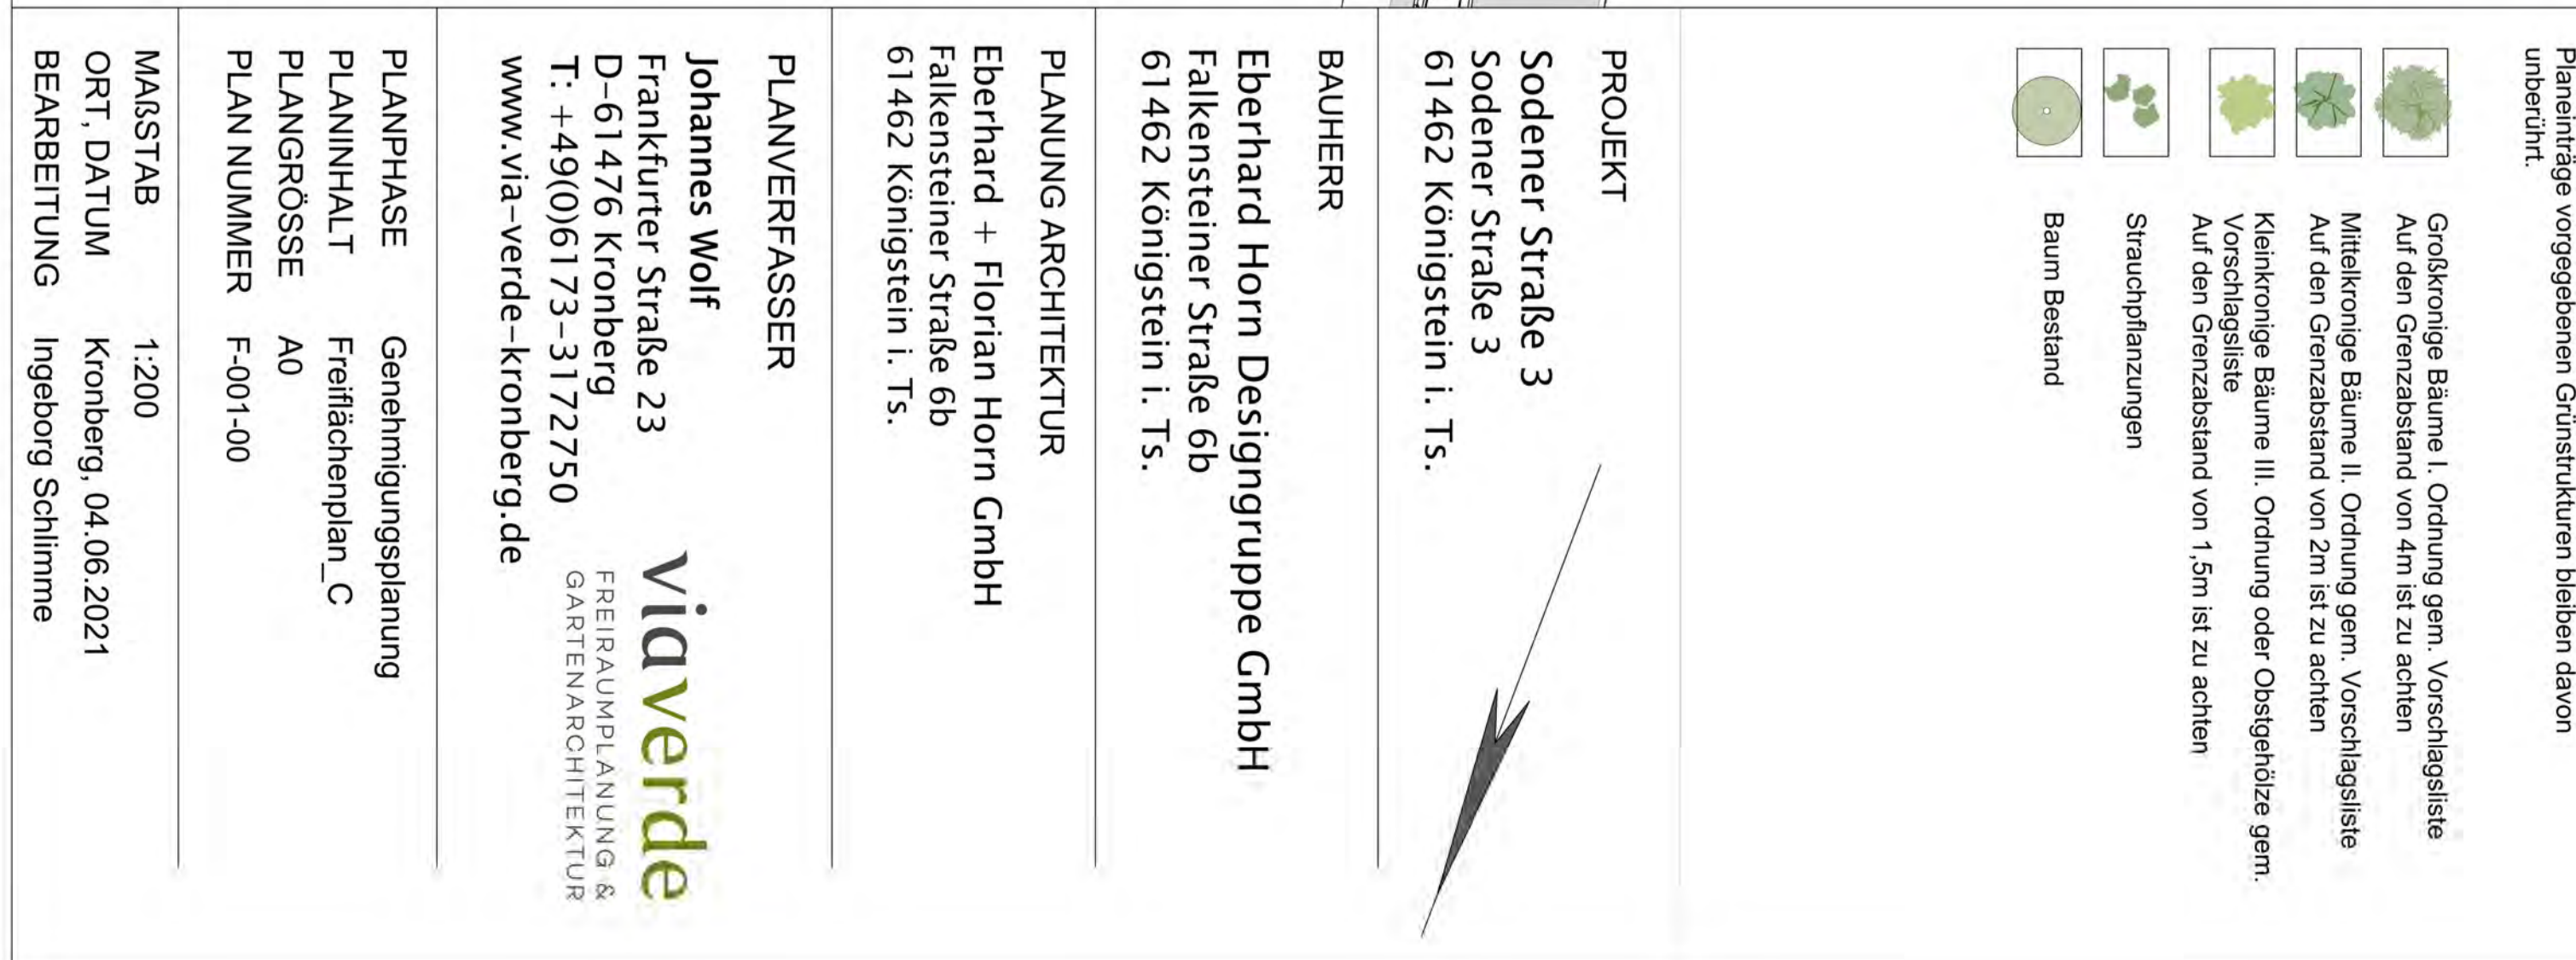 Planeinträge vorgegebenen Grünstrukturen bleiben davon
unberührt.
Großkronige Bäume I. Ordnung gem. Vorschlagsliste
Auf den Grenzabstand von 4m ist zu achten
Mittelkronige Bäume II. Ordnung gem. Vorschlagsliste
Auf den Grenzabstand von 2m ist zu achten
Kleinkronige Bäume III. Ordnung oder Obstgehölze gem.
Vorschlagsliste
Auf den Grenzabstand von 1,5m ist zu achten
Strauchpflanzungen
Baum Bestand
PROJEKT
Sodener Straße 3
Sodener Straße 3
61462 Königstein i. Ts.
BAUHERR
Eberhard Horn Designgruppe GmbH
Falkensteiner Straße 6b
61462 Königstein i. Ts.
PLANUNG ARCHITEKTUR
Eberhard + Florian Horn GmbH
Falkensteiner Straße 6b
61462 Königstein i. Ts.
PLANVERFASSER
Johannes Wolf
Frankfurter Straße 23
D-61476 Kronberg
T: +49(0)6173-3172750
www.via-verde-kronberg.de
viaverde
FREIRAUMPLANUNG &
GARTENARCHITEKTUR
PLANPHASE Genehmigungsplanung
PLANINHALT Freiflächenplan_C
PLANGRÖSSE A0
PLAN NUMMER F-001-00
MAßSTAB 1:200
ORT, DATUM Kronberg, 04.06.2021
BEARBEITUNG Ingeborg Schlimme